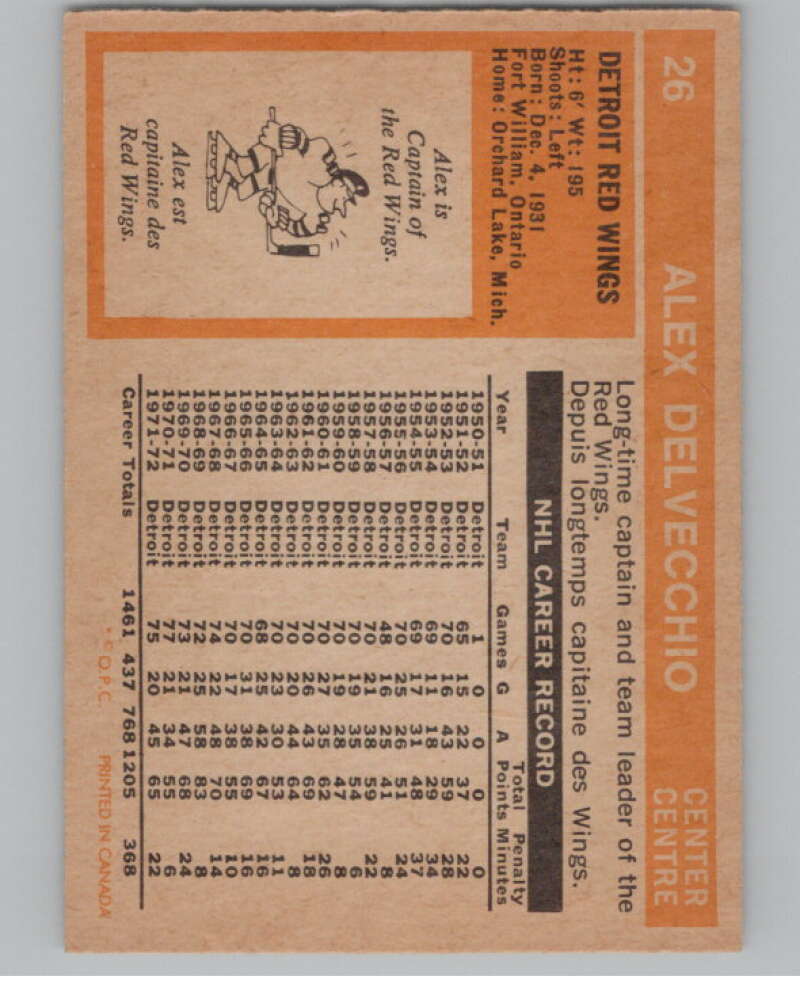 26 ALEX DELVECCHIO CENTER
CENTRE
DETROIT RED WINGS
Ht: 6' Wt: 195
Shoots: Left
Born: Dec. 4, 1931
Fort William, Ontario
Home: Orchard Lake, Mich.
Alex is
Captain of
the Red Wings.
Alex est
capitaine des
Red Wings.
Long-time captain and team leader of the
Red Wings.
Depuis longtemps capitaine des Wings.
NHL CAREER RECORD
Total Penalty
Year Team Games G A Points Minutes
1950-51 Detroit 1 0 0 0 0
1951-52 Detroit 65 15 22 37 22
1952-53 Detroit 70 16 43 59 28
1953-54 Detroit 69 11 18 29 34
1954-55 Detroit 69 17 31 48 37
1955-56 Detroit 70 25 26 51 24
1956-57 Detroit 48 16 25 41 8
1957-58 Detroit 70 21 38 59 22
1958-59 Detroit 70 19 35 54 6
1959-60 Detroit 70 19 28 47 8
1960-61 Detroit 70 27 35 62 26
1961-62 Detroit 70 26 43 69 18
1962-63 Detroit 70 20 44 64 8
1963-64 Detroit 70 23 30 53 11
1964-65 Detroit 68 25 42 67 16
1965-66 Detroit 70 31 38 69 16
1966-67 Detroit 70 17 38 55 10
1967-68 Detroit 74 22 48 70 14
1968-69 Detroit 72 25 58 83 8
1969-70 Detroit 73 21 47 68 24
1970-71 Detroit 77 21 34 55 6
1971-72 Detroit 75 20 45 65 22
Career Totals 1461 437 768 1205 368
* © O.P.C. PRINTED IN CANADA